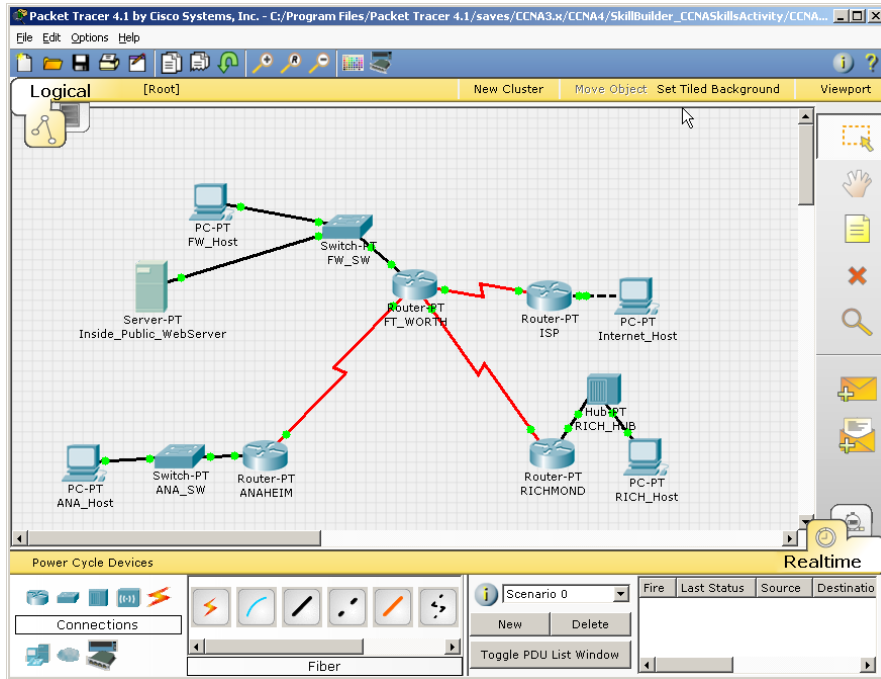 Packet Tracer 4.1 by Cisco Systems, Inc. - C:/Program Files/Packet Tracer 4.1/saves/CCNA3.x/CCNA4/SkillBuilder_CCNASkillsActivity/CCNA...
File Edit Options Help
Logical [Root] New Cluster Move Object Set Tiled Background Viewport
PC-PT
FW_Host
Switch-PT
FW_SW
Server-PT
Inside_Public_WebServer
Router-PT
FT_WORTH
Router-PT
ISP
PC-PT
Internet_Host
Hub-PT
RICH_HUB
PC-PT
ANA_Host
Switch-PT
ANA_SW
Router-PT
ANAHEIM
Router-PT
RICHMOND
PC-PT
RICH_Host
Power Cycle Devices
Realtime
Connections
Fiber
Scenario 0
New Delete
Toggle PDU List Window
Fire Last Status Source Destinatio